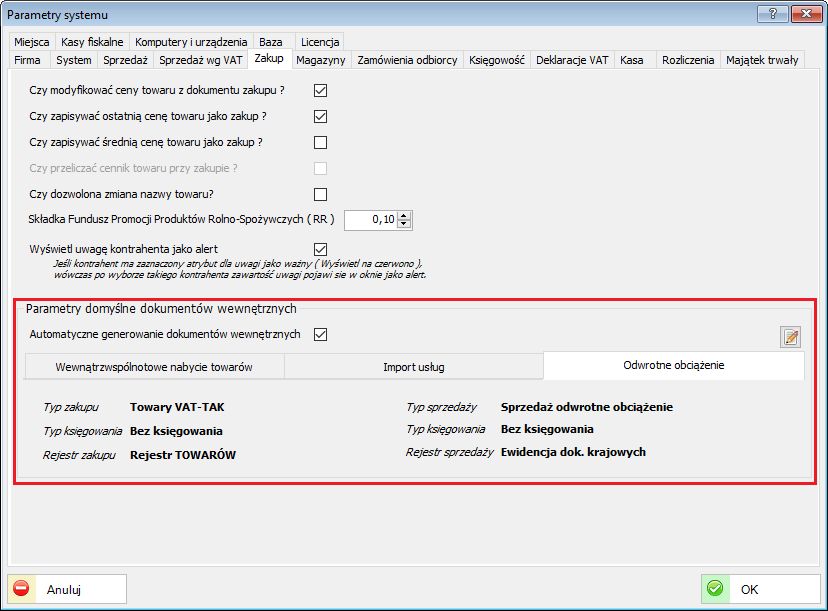 Parametry systemu
Miejsca Kasy fiskalne Komputery i urządzenia Baza Licencja
Firma System Sprzedaż Sprzedaż wg VAT Zakup Magazyny Zamówienia odbiorcy Księgowość Deklaracje VAT Kasa Rozliczenia Majątek trwały
Czy modyfikować ceny towaru z dokumentu zakupu ?
Czy zapisywać ostatnią cenę towaru jako zakup ?
Czy zapisywać średnią cenę towaru jako zakup ?
Czy przeliczać cennik towaru przy zakupie ?
Czy dozwolona zmiana nazwy towaru?
Składka Fundusz Promocji Produktów Rolno-Spożywczych ( RR ) 0,10
Wyświetl uwagę kontrahenta jako alert
Jeśli kontrahent ma zaznaczony atrybut dla uwagi jako ważny ( Wyświetl na czerwono ),
wówczas po wyborze takiego kontrahenta zawartość uwagi pojawi sie w oknie jako alert.
Parametry domyślne dokumentów wewnętrznych
Automatyczne generowanie dokumentów wewnętrznych
Wewnątrzwspólnotowe nabycie towarów Import usług Odwrotne obciążenie
Typ zakupu Towary VAT-TAK Typ sprzedaży Sprzedaż odwrotne obciążenie
Typ księgowania Bez księgowania Typ księgowania Bez księgowania
Rejestr zakupu Rejestr TOWARÓW Rejestr sprzedaży Ewidencja dok. krajowych
Anuluj OK